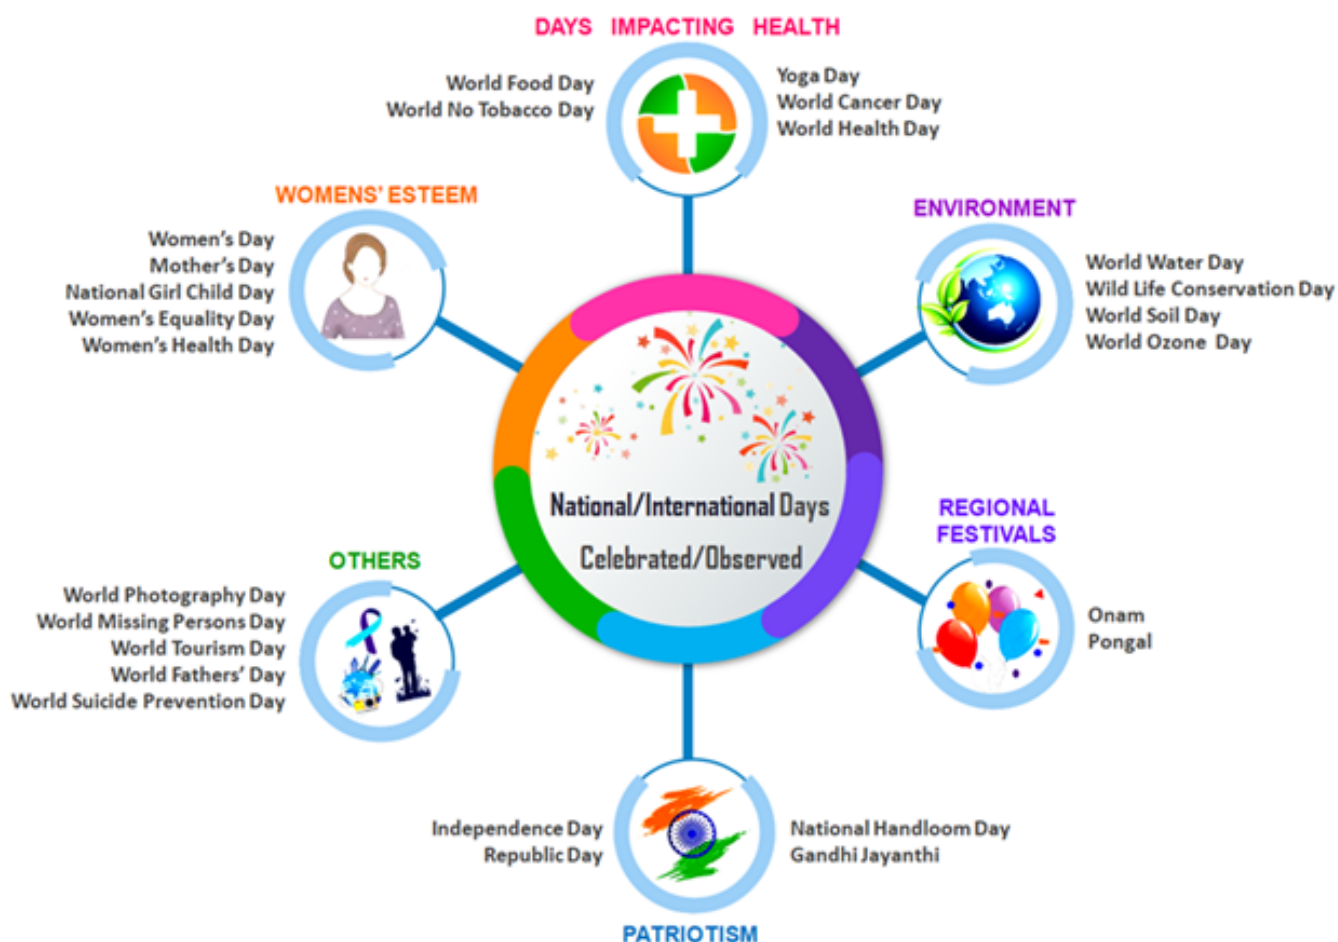 DAYS IMPACTING HEALTH
World Food Day
World No Tobacco Day
Yoga Day
World Cancer Day
World Health Day
WOMENS' ESTEEM
Women's Day
Mother's Day
National Girl Child Day
Women's Equality Day
Women's Health Day
ENVIRONMENT
World Water Day
Wild Life Conservation Day
World Soil Day
World Ozone Day
National/International Days
Celebrated/Observed
REGIONAL
FESTIVALS
Onam
Pongal
OTHERS
World Photography Day
World Missing Persons Day
World Tourism Day
World Fathers' Day
World Suicide Prevention Day
Independence Day
Republic Day
National Handloom Day
Gandhi Jayanthi
PATRIOTISM